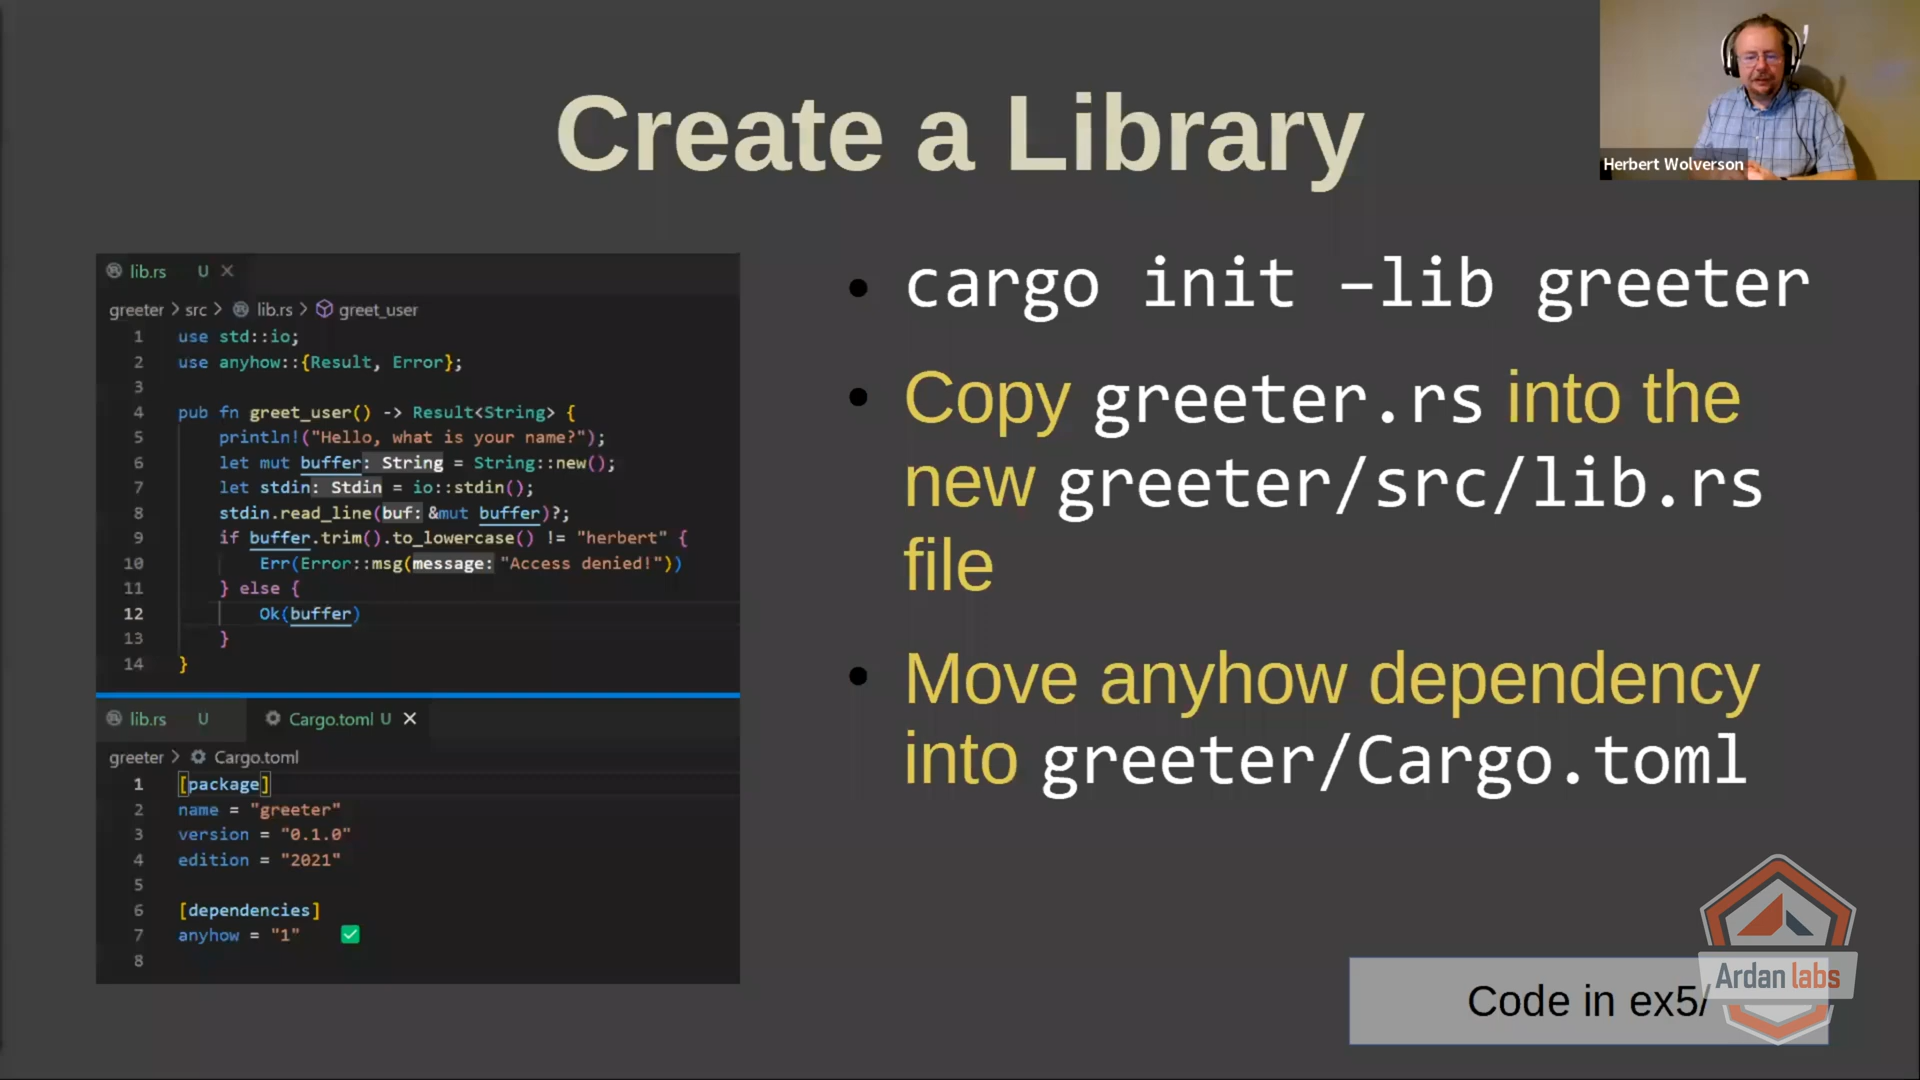 Create a Library
Herbert Wolverson
lib.rs U
greeter > src > lib.rs > greet_user
1 use std::io;
2 use anyhow::{Result, Error};
3
4 pub fn greet_user() -> Result<String> {
5 println!("Hello, what is your name?");
6 let mut buffer: String = String::new();
7 let stdin: Stdin = io::stdin();
8 stdin.read_line(buf: &mut buffer)?;
9 if buffer.trim().to_lowercase() != "herbert" {
10 Err(Error::msg(message: "Access denied!"))
11 } else {
12 Ok(buffer)
13 }
14 }
lib.rs U Cargo.toml U
greeter > Cargo.toml
1 [package]
2 name = "greeter"
3 version = "0.1.0"
4 edition = "2021"
5
6 [dependencies]
7 anyhow = "1"
8
• cargo init –lib greeter
• Copy greeter.rs into the
new greeter/src/lib.rs
file
• Move anyhow dependency
into greeter/Cargo.toml
Code in ex5/
Ardan labs